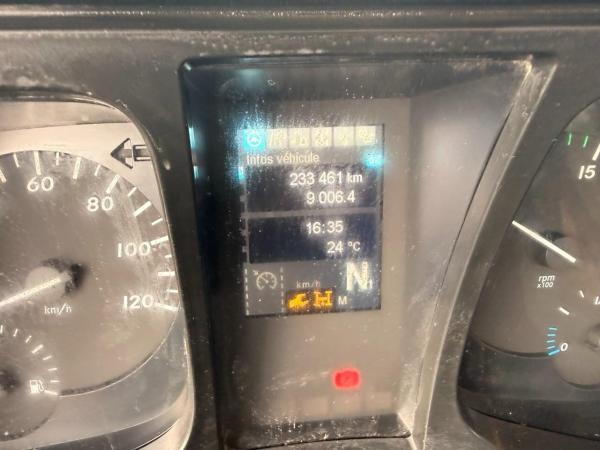 Infos véhicule
233 461 km
9 006.4
16:35
24 °C
km/h
N
M
60
80
100
120
km/h
15
rpm
x100
0